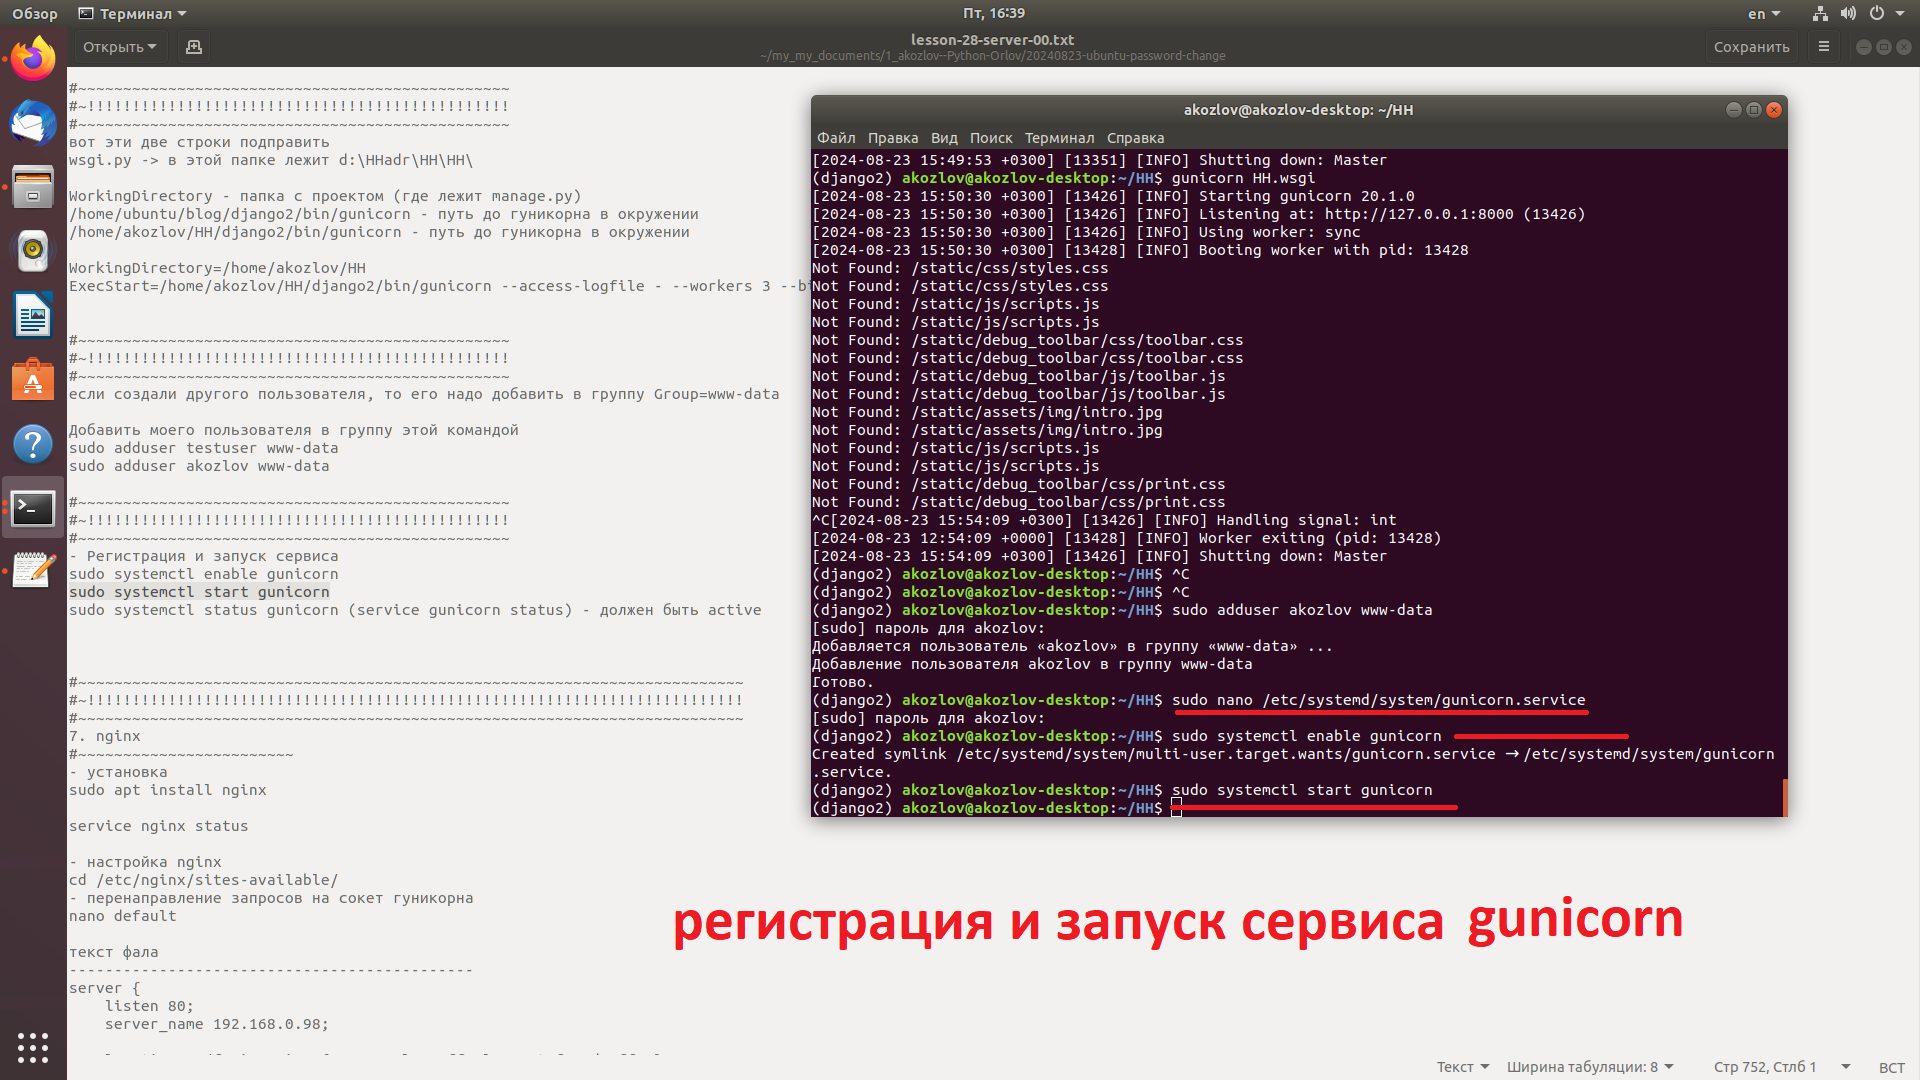 Обзор
Терминал
Пт, 16:39
en
Открыть
lesson-28-server-00.txt
~/my_my_documents/1_akozlov--Python-Orlov/20240823-ubuntu-password-change
Сохранить
#~~~~~~~~~~~~~~~~~~~~~~~~~~~~~~~~~~~~~~~~~~~~~~~~
#~!!!!!!!!!!!!!!!!!!!!!!!!!!!!!!!!!!!!!!!!!!!!!!!
#~~~~~~~~~~~~~~~~~~~~~~~~~~~~~~~~~~~~~~~~~~~~~~~~
вот эти две строки подправить
wsgi.py -> в этой папке лежит d:\HHadr\HH\HH\
WorkingDirectory - папка с проектом (где лежит manage.py)
/home/ubuntu/blog/django2/bin/gunicorn - путь до гуникорна в окружении
/home/akozlov/HH/django2/bin/gunicorn - путь до гуникорна в окружении
WorkingDirectory=/home/akozlov/HH
ExecStart=/home/akozlov/HH/django2/bin/gunicorn --access-logfile - --workers 3 --bi
#~~~~~~~~~~~~~~~~~~~~~~~~~~~~~~~~~~~~~~~~~~~~~~~~
#~!!!!!!!!!!!!!!!!!!!!!!!!!!!!!!!!!!!!!!!!!!!!!!!
#~~~~~~~~~~~~~~~~~~~~~~~~~~~~~~~~~~~~~~~~~~~~~~~~
если создали другого пользователя, то его надо добавить в группу Group=www-data
Добавить моего пользователя в группу этой командой
sudo adduser testuser www-data
sudo adduser akozlov www-data
#~~~~~~~~~~~~~~~~~~~~~~~~~~~~~~~~~~~~~~~~~~~~~~~~
#~!!!!!!!!!!!!!!!!!!!!!!!!!!!!!!!!!!!!!!!!!!!!!!!
#~~~~~~~~~~~~~~~~~~~~~~~~~~~~~~~~~~~~~~~~~~~~~~~~
- Регистрация и запуск сервиса
sudo systemctl enable gunicorn
sudo systemctl start gunicorn
sudo systemctl status gunicorn (service gunicorn status) - должен быть active
#~~~~~~~~~~~~~~~~~~~~~~~~~~~~~~~~~~~~~~~~~~~~~~~~~~~~~~~~~~~~~~~~~~~~~~~~~~
#~!!!!!!!!!!!!!!!!!!!!!!!!!!!!!!!!!!!!!!!!!!!!!!!!!!!!!!!!!!!!!!!!!!!!!!!!!
#~~~~~~~~~~~~~~~~~~~~~~~~~~~~~~~~~~~~~~~~~~~~~~~~~~~~~~~~~~~~~~~~~~~~~~~~~~
7. nginx
#~~~~~~~~~~~~~~~~~~~~~~~~
- установка
sudo apt install nginx
service nginx status
- настройка nginx
cd /etc/nginx/sites-available/
- перенаправление запросов на сокет гуникорна
nano default
текст фала
---------------------------------------------
server {
listen 80;
server_name 192.168.0.98;
akozlov@akozlov-desktop: ~/HH
Файл Правка Вид Поиск Терминал Справка
[2024-08-23 15:49:53 +0300] [13351] [INFO] Shutting down: Master
(django2) akozlov@akozlov-desktop:~/HH$ gunicorn HH.wsgi
[2024-08-23 15:50:30 +0300] [13426] [INFO] Starting gunicorn 20.1.0
[2024-08-23 15:50:30 +0300] [13426] [INFO] Listening at: http://127.0.0.1:8000 (13426)
[2024-08-23 15:50:30 +0300] [13426] [INFO] Using worker: sync
[2024-08-23 15:50:30 +0300] [13428] [INFO] Booting worker with pid: 13428
Not Found: /static/css/styles.css
Not Found: /static/css/styles.css
Not Found: /static/js/scripts.js
Not Found: /static/js/scripts.js
Not Found: /static/debug_toolbar/css/toolbar.css
Not Found: /static/debug_toolbar/css/toolbar.css
Not Found: /static/debug_toolbar/js/toolbar.js
Not Found: /static/debug_toolbar/js/toolbar.js
Not Found: /static/assets/img/intro.jpg
Not Found: /static/assets/img/intro.jpg
Not Found: /static/js/scripts.js
Not Found: /static/js/scripts.js
Not Found: /static/debug_toolbar/css/print.css
Not Found: /static/debug_toolbar/css/print.css
^C[2024-08-23 15:54:09 +0300] [13426] [INFO] Handling signal: int
[2024-08-23 12:54:09 +0000] [13428] [INFO] Worker exiting (pid: 13428)
[2024-08-23 15:54:09 +0300] [13426] [INFO] Shutting down: Master
(django2) akozlov@akozlov-desktop:~/HH$ ^C
(django2) akozlov@akozlov-desktop:~/HH$ ^C
(django2) akozlov@akozlov-desktop:~/HH$ sudo adduser akozlov www-data
[sudo] пароль для akozlov:
Добавляется пользователь «akozlov» в группу «www-data» ...
Добавление пользователя akozlov в группу www-data
Готово.
(django2) akozlov@akozlov-desktop:~/HH$ sudo nano /etc/systemd/system/gunicorn.service
[sudo] пароль для akozlov:
(django2) akozlov@akozlov-desktop:~/HH$ sudo systemctl enable gunicorn
Created symlink /etc/systemd/system/multi-user.target.wants/gunicorn.service → /etc/systemd/system/gunicorn
.service.
(django2) akozlov@akozlov-desktop:~/HH$ sudo systemctl start gunicorn
(django2) akozlov@akozlov-desktop:~/HH$
регистрация и запуск сервиса gunicorn
Текст
Ширина табуляции: 8
Стр 752, Стлб 1
ВСТ